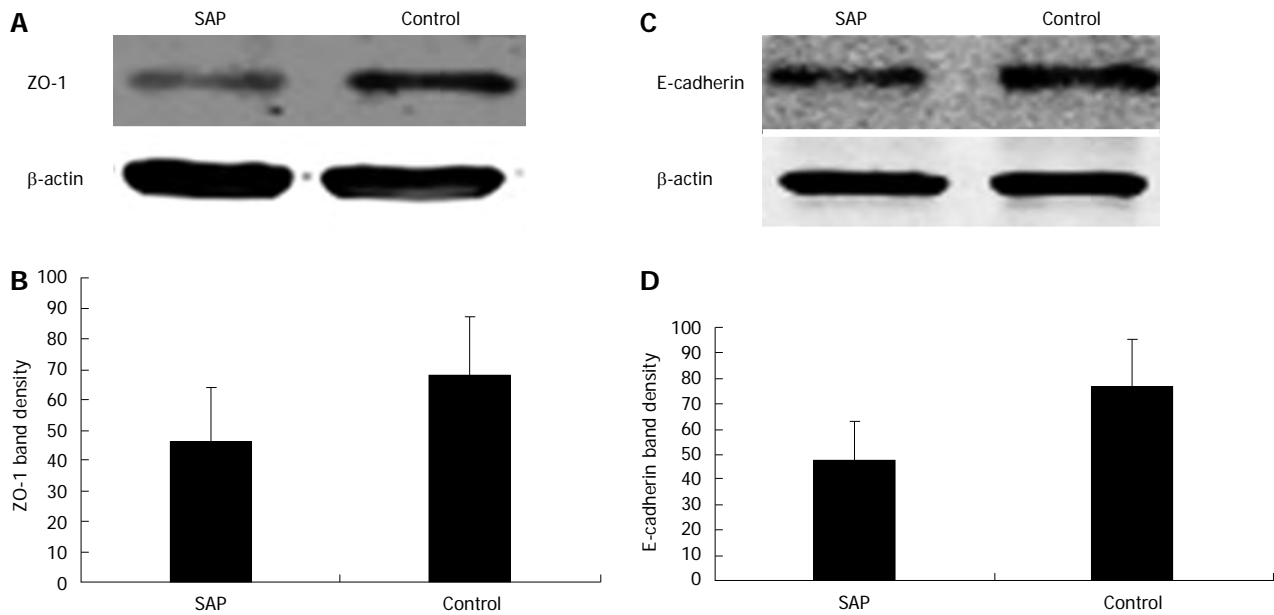 A
SAP
Control
ZO-1
β-actin
B
ZO-1 band density
100
90
80
70
60
50
40
30
20
10
0
SAP
Control
C
SAP
Control
E-cadherin
β-actin
D
E-cadherin band density
100
90
80
70
60
50
40
30
20
10
0
SAP
Control